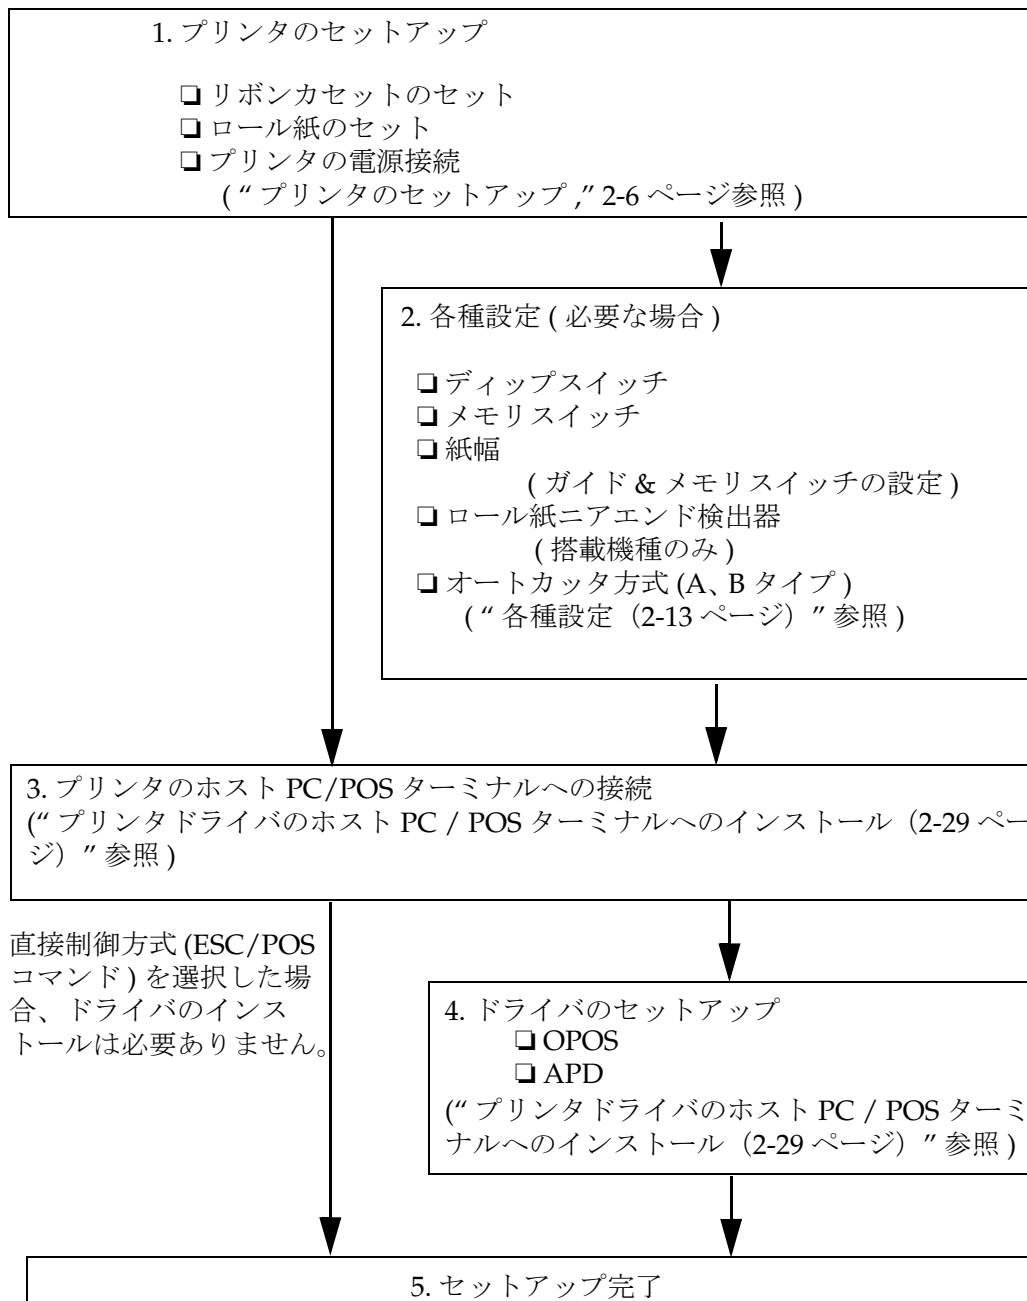 1. プリンタのセットアップ
❏ リボンカセットのセット
❏ ロール紙のセット
❏ プリンタの電源接続
( “ プリンタのセットアップ ,” 2-6 ページ参照 )
2. 各種設定 ( 必要な場合 )
❏ ディップスイッチ
❏ メモリスイッチ
❏ 紙幅
( ガイド & メモリスイッチの設定 )
❏ ロール紙ニアエンド検出器
( 搭載機種のみ )
❏ オートカッタ方式 (A、B タイプ )
( “ 各種設定（2-13 ページ）” 参照 )
3. プリンタのホスト PC/POS ターミナルへの接続
(“ プリンタドライバのホスト PC / POS ターミナルへのインストール（2-29 ペー
ジ）” 参照 )
直接制御方式 (ESC/POS
コマンド ) を選択した場
合、ドライバのインス
トールは必要ありません。
4. ドライバのセットアップ
❏ OPOS
❏ APD
(“ プリンタドライバのホスト PC / POS ターミ
ナルへのインストール（2-29 ページ）” 参照 )
5. セットアップ完了